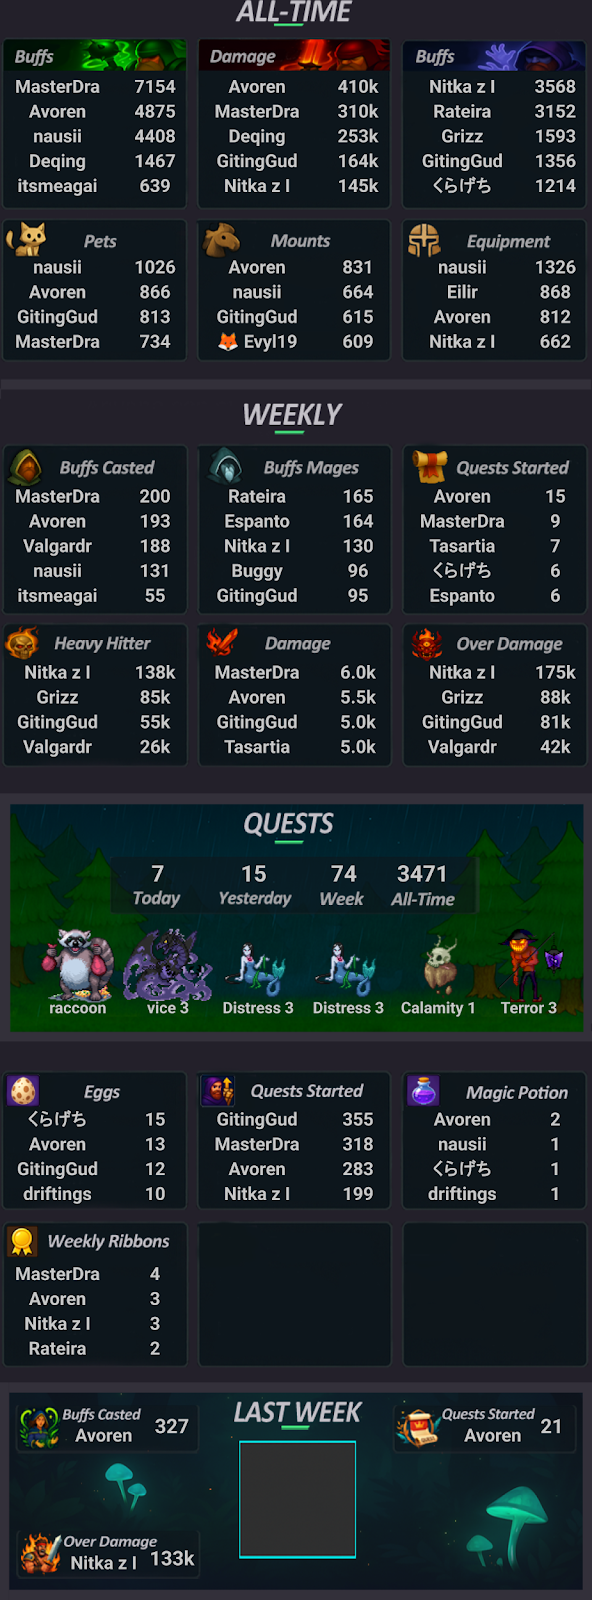 ALL-TIME
Buffs
MasterDra 7154
Avoren 4875
nausii 4408
Deqing 1467
itsmeagai 639
Damage
Avoren 410k
MasterDra 310k
Deqing 253k
GitingGud 164k
Nitka z l 145k
Buffs
Nitka z l 3568
Rateira 3152
Grizz 1593
GitingGud 1356
くらげち 1214
Pets
nausii 1026
Avoren 866
GitingGud 813
MasterDra 734
Mounts
Avoren 831
nausii 664
GitingGud 615
🦊 Evyl19 609
Equipment
nausii 1326
Eilir 868
Avoren 812
Nitka z l 662
WEEKLY
Buffs Casted
MasterDra 200
Avoren 193
Valgardr 188
nausii 131
itsmeagai 55
Buffs Mages
Rateira 165
Espanto 164
Nitka z l 130
Buggy 96
GitingGud 95
Quests Started
Avoren 15
MasterDra 9
Tasartia 7
くらげち 6
Espanto 6
Heavy Hitter
Nitka z l 138k
Grizz 85k
GitingGud 55k
Valgardr 26k
Damage
MasterDra 6.0k
Avoren 5.5k
GitingGud 5.0k
Tasartia 5.0k
Over Damage
Nitka z l 175k
Grizz 88k
GitingGud 81k
Valgardr 42k
QUESTS
7 15 74 3471
Today Yesterday Week All-Time
raccoon vice 3 Distress 3 Distress 3 Calamity 1 Terror 3
Eggs
くらげち 15
Avoren 13
GitingGud 12
driftings 10
Quests Started
GitingGud 355
MasterDra 318
Avoren 283
Nitka z l 199
Magic Potion
Avoren 2
nausii 1
くらげち 1
driftings 1
Weekly Ribbons
MasterDra 4
Avoren 3
Nitka z l 3
Rateira 2
LAST WEEK
Buffs Casted
Avoren 327
Quests Started
Avoren 21
Over Damage
Nitka z l 133k